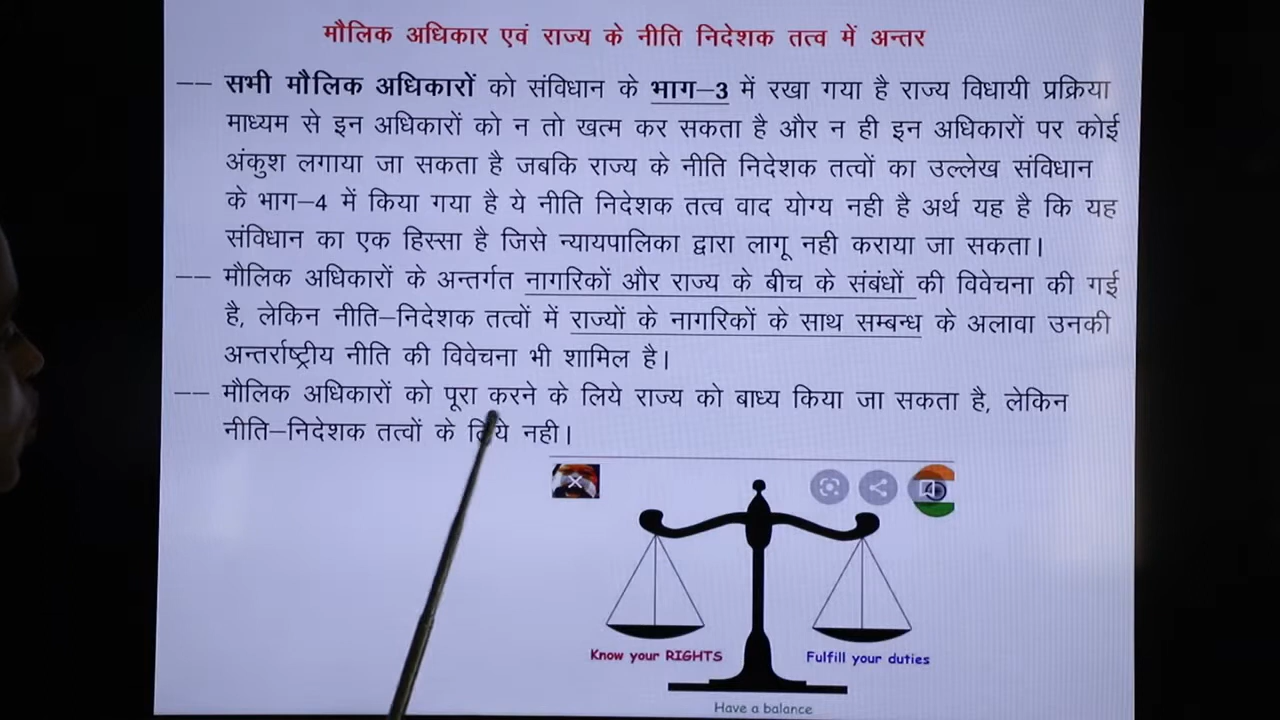 मौलिक अधिकार एवं राज्य के नीति निदेशक तत्व में अन्तर
–– सभी मौलिक अधिकारों को संविधान के भाग–3 में रखा गया है राज्य विधायी प्रक्रिया
माध्यम से इन अधिकारों को न तो खत्म कर सकता है और न ही इन अधिकारों पर कोई
अंकुश लगाया जा सकता है जबकि राज्य के नीति निदेशक तत्वों का उल्लेख संविधान
के भाग–4 में किया गया है ये नीति निदेशक तत्व वाद योग्य नही है अर्थ यह है कि यह
संविधान का एक हिस्सा है जिसे न्यायपालिका द्वारा लागू नही कराया जा सकता।
–– मौलिक अधिकारों के अन्तर्गत नागरिकों और राज्य के बीच के संबंधों की विवेचना की गई
है, लेकिन नीति–निदेशक तत्वों में राज्यों के नागरिकों के साथ सम्बन्ध के अलावा उनकी
अन्तर्राष्ट्रीय नीति की विवेचना भी शामिल है।
–– मौलिक अधिकारों को पूरा करने के लिये राज्य को बाध्य किया जा सकता है, लेकिन
नीति–निदेशक तत्वों के लिये नही।
Know your RIGHTS
Fulfill your duties
Have a balance